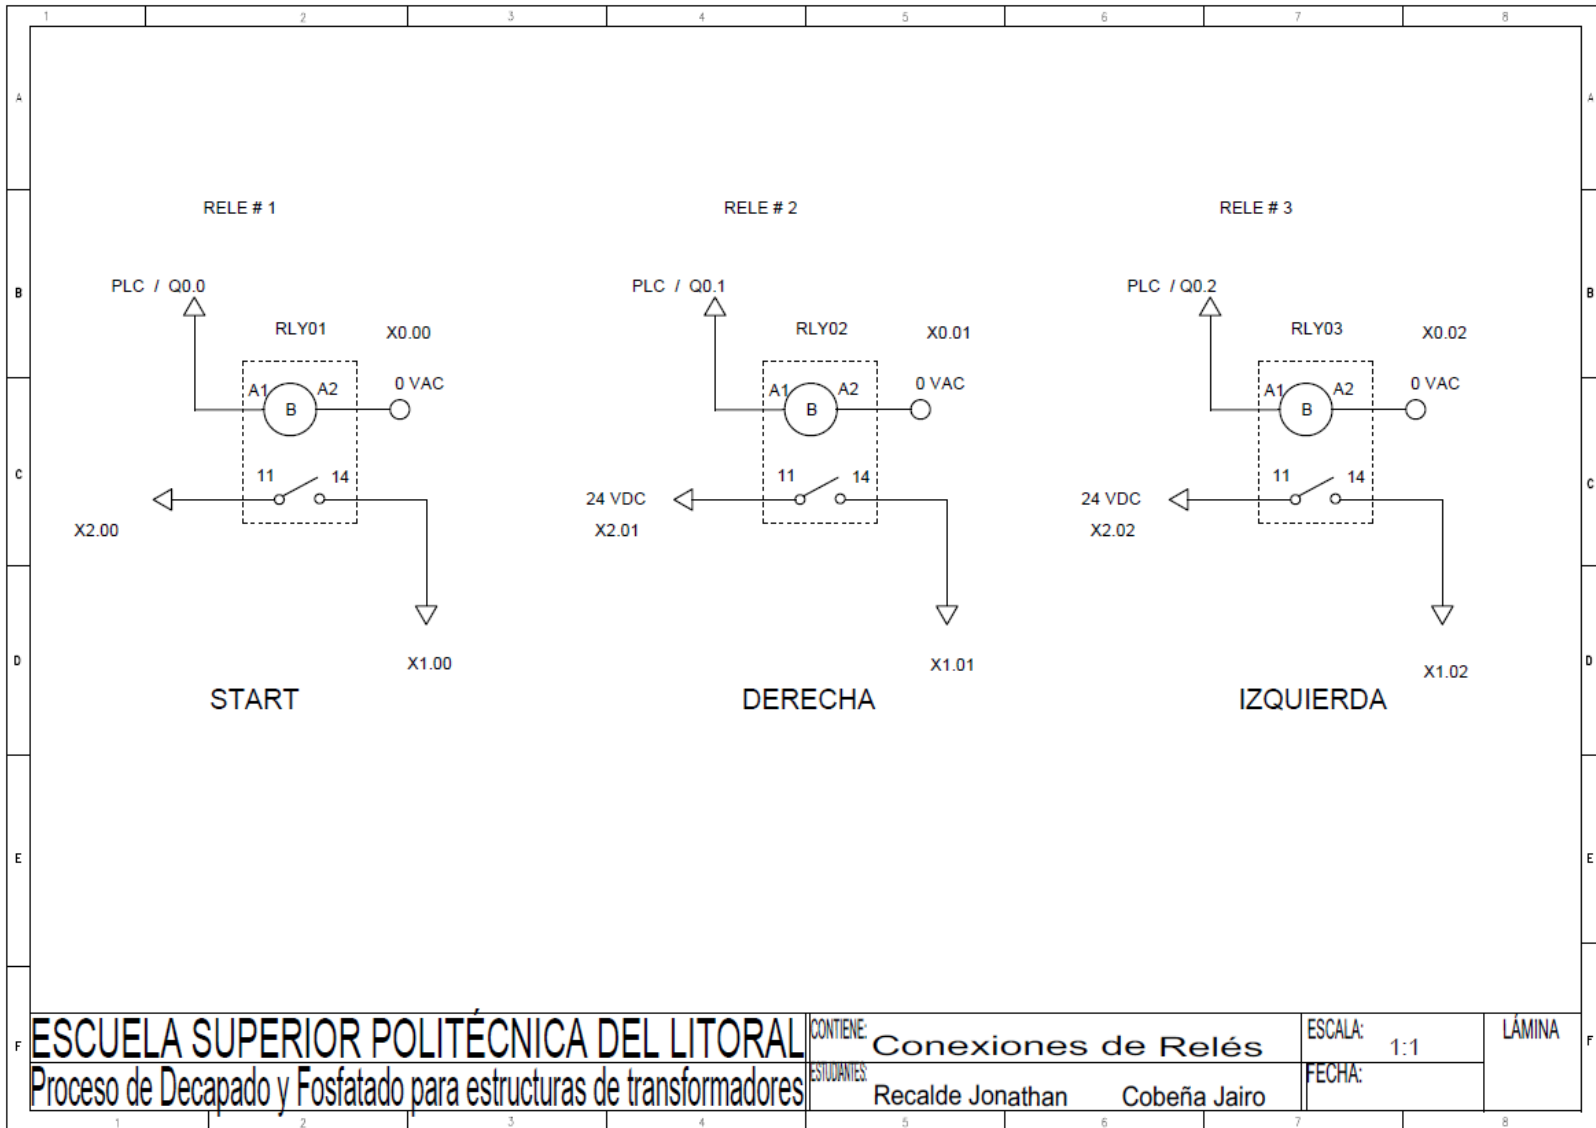 1 2 3 4 5 6 7 8
A A
RELE # 1 RELE # 2 RELE # 3
PLC / Q0.0 PLC / Q0.1 PLC / Q0.2
B B
RLY01 X0.00 RLY02 X0.01 RLY03 X0.02
A1 A2 0 VAC A1 A2 0 VAC A1 A2 0 VAC
B B B
C 11 14 11 14 11 14 C
24 VDC 24 VDC
X2.00 X2.01 X2.02
D X1.00 X1.01 X1.02 D
START DERECHA IZQUIERDA
E E
F ESCUELA SUPERIOR POLITÉCNICA DEL LITORAL CONTIENE: Conexiones de Relés ESCALA: 1:1 LÁMINA F
Proceso de Decapado y Fosfatado para estructuras de transformadores ESTUDIANTES: Recalde Jonathan Cobeña Jairo FECHA:
1 2 3 4 5 6 7 8